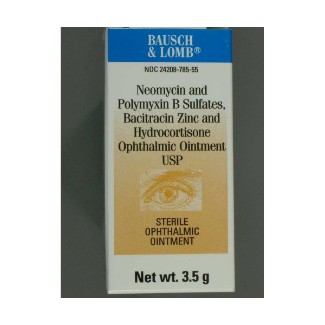 BAUSCH
& LOMB®
NDC 24208-785-55
Neomycin and
Polymyxin B Sulfates,
Bacitracin Zinc and
Hydrocortisone
Ophthalmic Ointment
USP
STERILE
OPHTHALMIC
OINTMENT
Net wt. 3.5 g